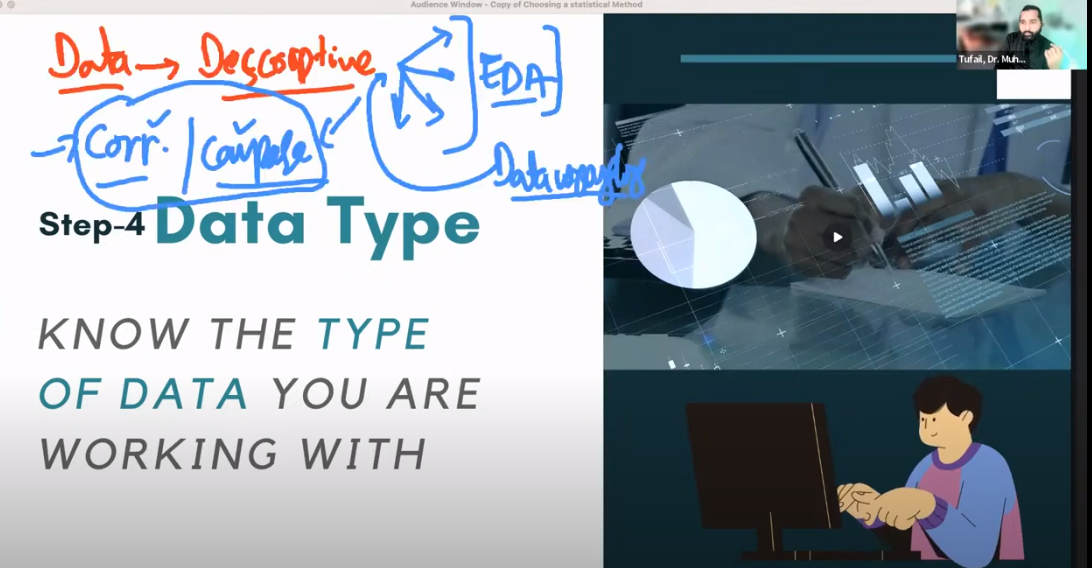 Audience Window - Copy of Choosing a statistical Method
Tufail, Dr. Muh...
Data → Descriptive
EDA
Corr. | Compare
Data wrangling
Step-4 Data Type
KNOW THE TYPE
OF DATA YOU ARE
WORKING WITH